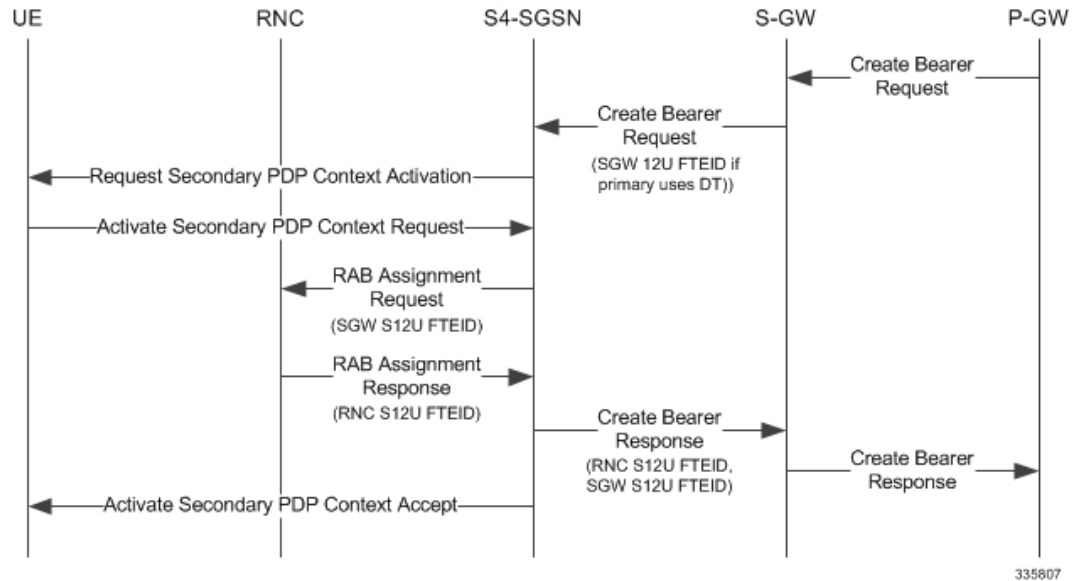 UE RNC S4-SGSN S-GW P-GW
Create Bearer
Request
Create Bearer
Request
(SGW 12U FTEID if
primary uses DT))
Request Secondary PDP Context Activation
Activate Secondary PDP Context Request
RAB Assignment
Request
(SGW S12U FTEID)
RAB Assignment
Response
(RNC S12U FTEID)
Create Bearer
Response
(RNC S12U FTEID,
SGW S12U FTEID)
Create Bearer
Response
Activate Secondary PDP Context Accept
335807